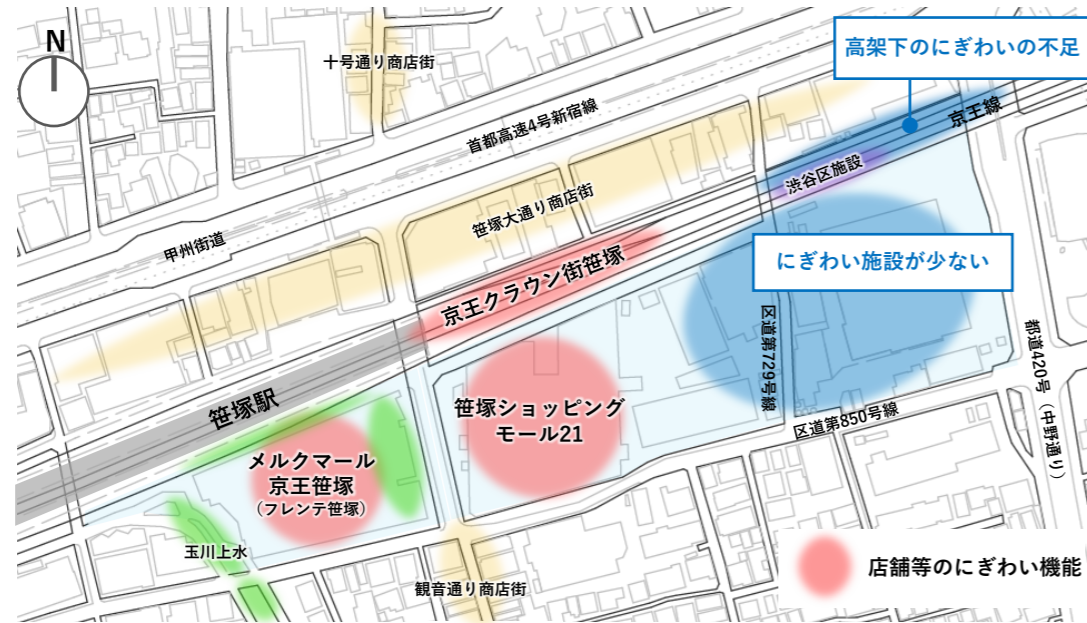 N
十号通り商店街
高架下のにぎわいの不足
首都高速4号新宿線
京王線
渋谷区施設
笹塚大通り商店街
甲州街道
にぎわい施設が少ない
京王クラウン街笹塚
区道第729号線
都道420号（中野通り）
笹塚駅
笹塚ショッピング
モール21
区道第850号線
メルクマール
京王笹塚
（フレンテ笹塚）
玉川上水
観音通り商店街
店舗等のにぎわい機能